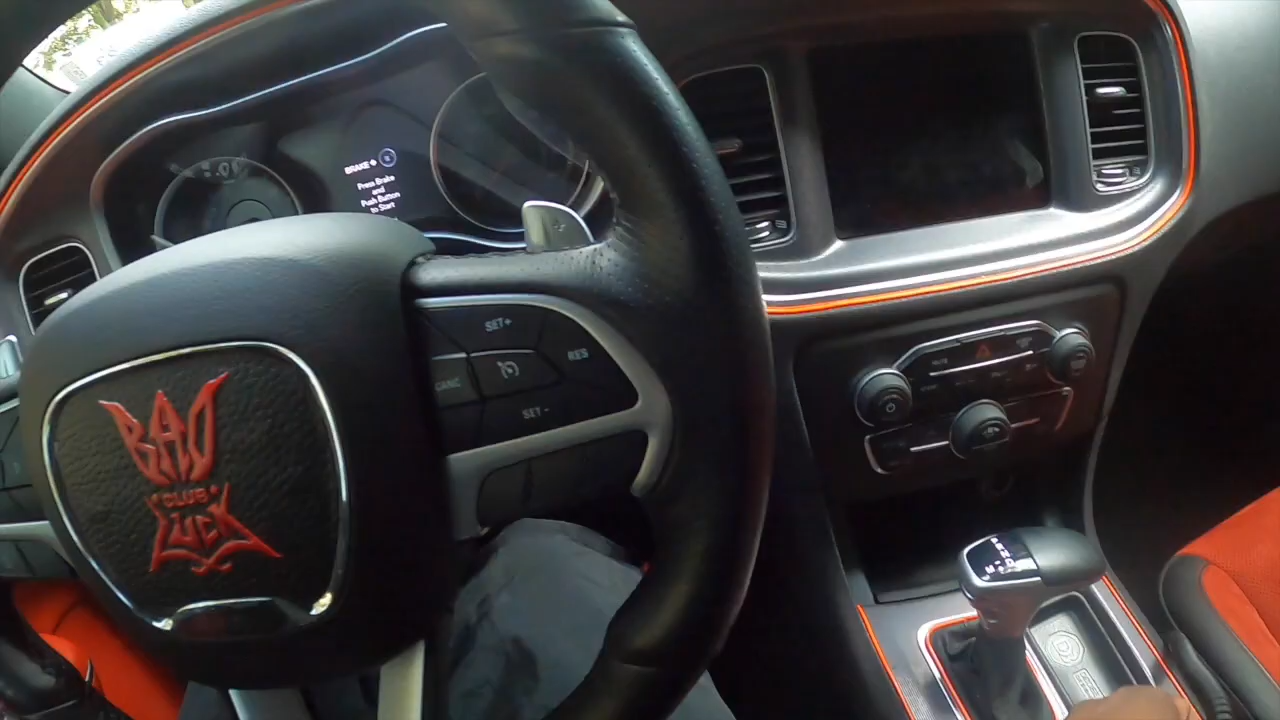 BRAKE +
Press Brake
and
Push Button
to Start
SET+
RES
CANC
SET-
BAD
CLUB
LUCK